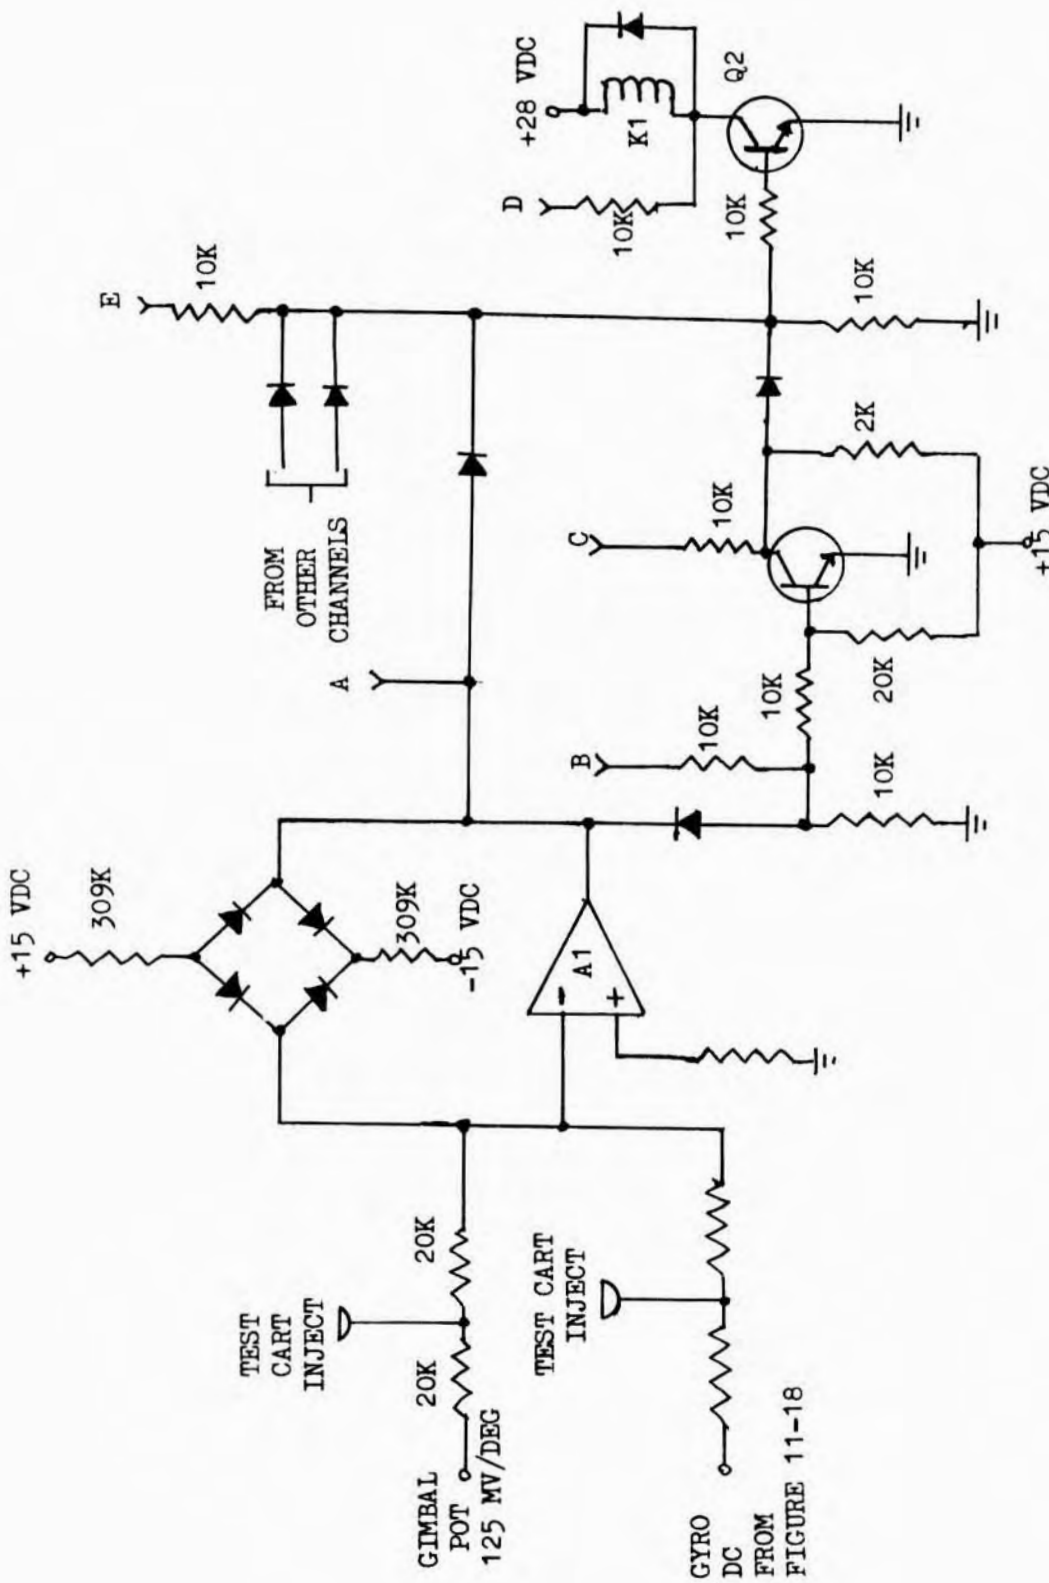 +15 VDC
309K
309K
-15 VDC
TEST
CART
INJECT
20K
20K
GIMBAL
POT
125 MV/DEG
TEST CART
INJECT
GYRO
DC
FROM
FIGURE 11-18
A1
-
+
A
B
10K
10K
10K
20K
C
10K
2K
+15 VDC
FROM
OTHER
CHANNELS
E
10K
10K
10K
D
10K
+28 VDC
K1
Q2